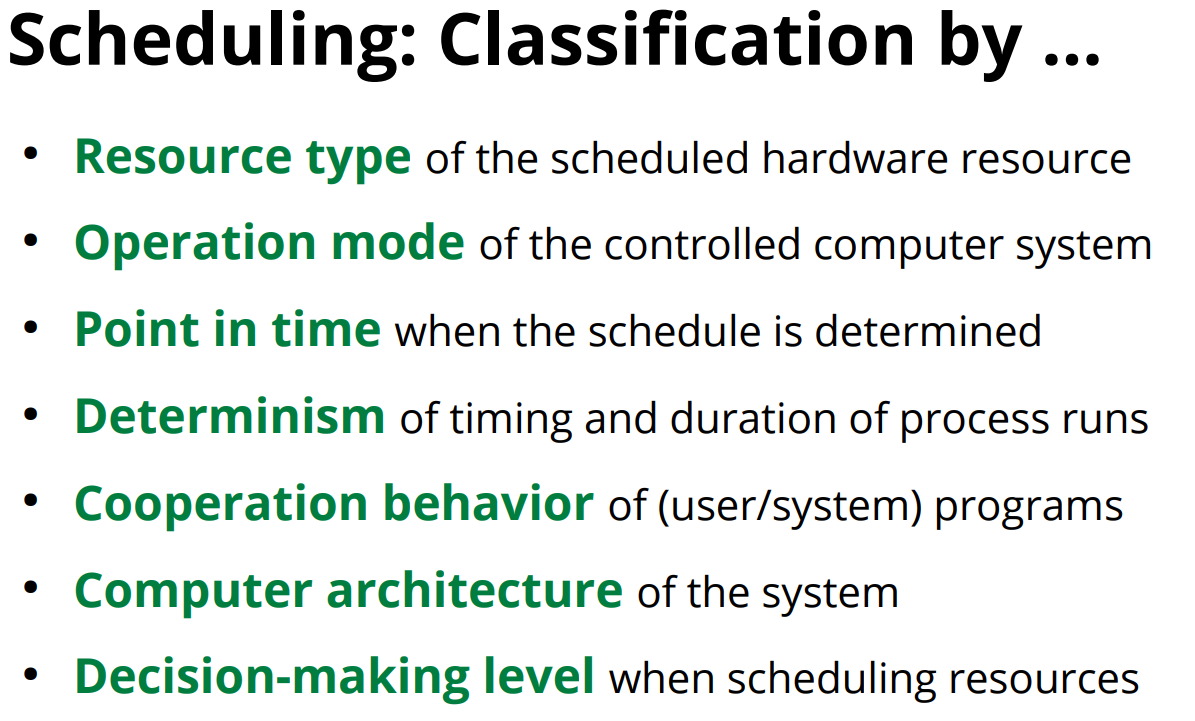 Scheduling: Classification by ...
• Resource type of the scheduled hardware resource
• Operation mode of the controlled computer system
• Point in time when the schedule is determined
• Determinism of timing and duration of process runs
• Cooperation behavior of (user/system) programs
• Computer architecture of the system
• Decision-making level when scheduling resources